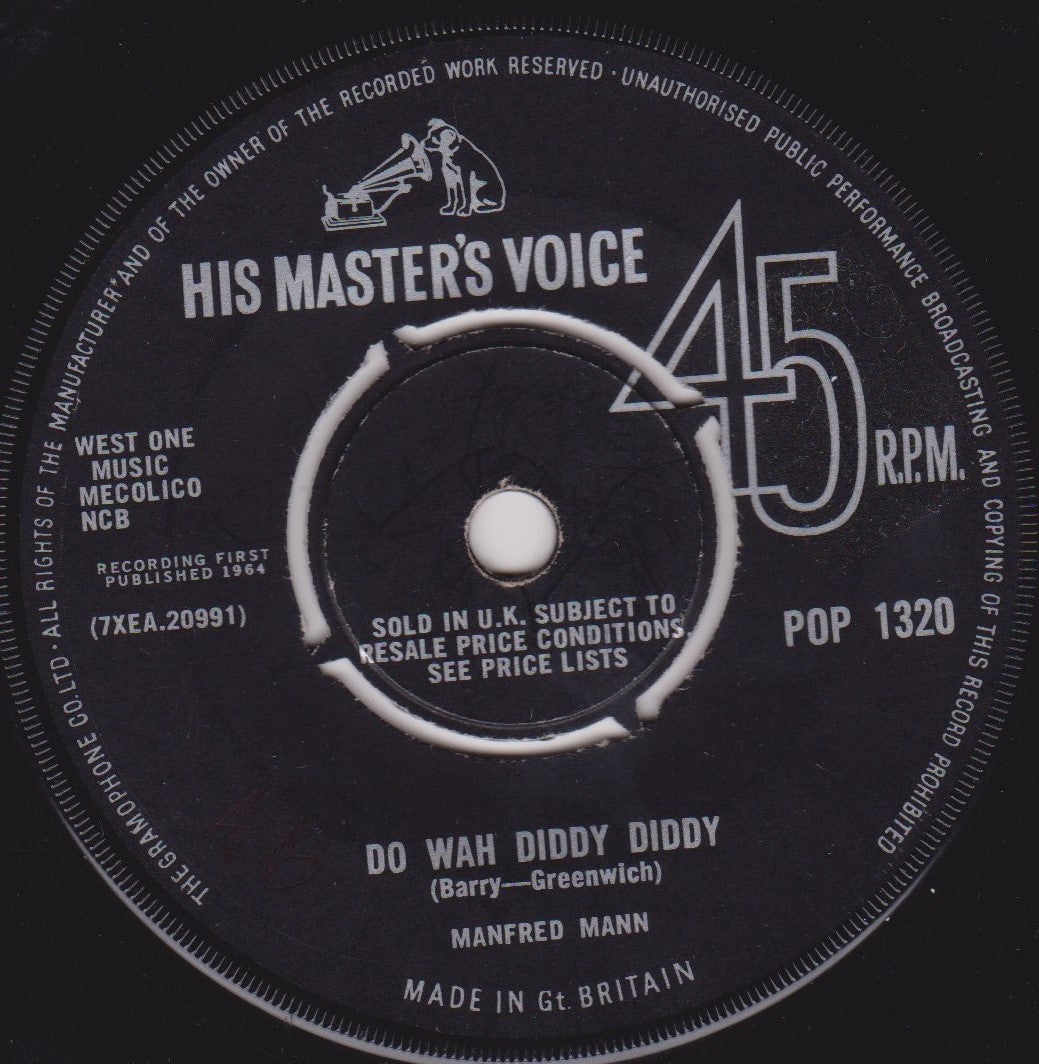 THE GRAMOPHONE CO. LTD · ALL RIGHTS OF THE MANUFACTURER AND OF THE OWNER OF THE RECORDED WORK RESERVED · UNAUTHORISED PUBLIC PERFORMANCE BROADCASTING AND COPYING OF THIS RECORD PROHIBITED
HIS MASTER'S VOICE
45
R.P.M.
WEST ONE
MUSIC
MECOLICO
NCB
RECORDING FIRST
PUBLISHED 1964
(7XEA.20991)
POP 1320
SOLD IN U.K. SUBJECT TO
RESALE PRICE CONDITIONS,
SEE PRICE LISTS
DO WAH DIDDY DIDDY
(Barry—Greenwich)
MANFRED MANN
MADE IN Gt. BRITAIN